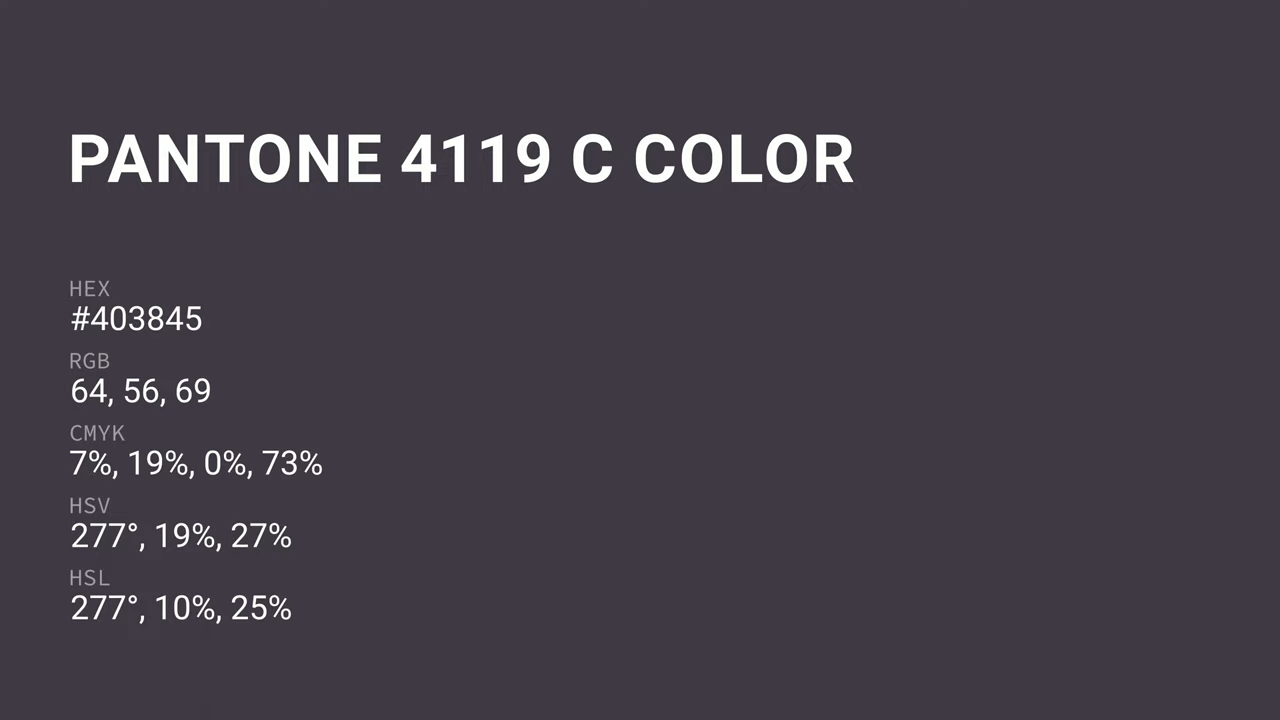 PANTONE 4119 C COLOR
HEX
#403845
RGB
64, 56, 69
CMYK
7%, 19%, 0%, 73%
HSV
277°, 19%, 27%
HSL
277°, 10%, 25%